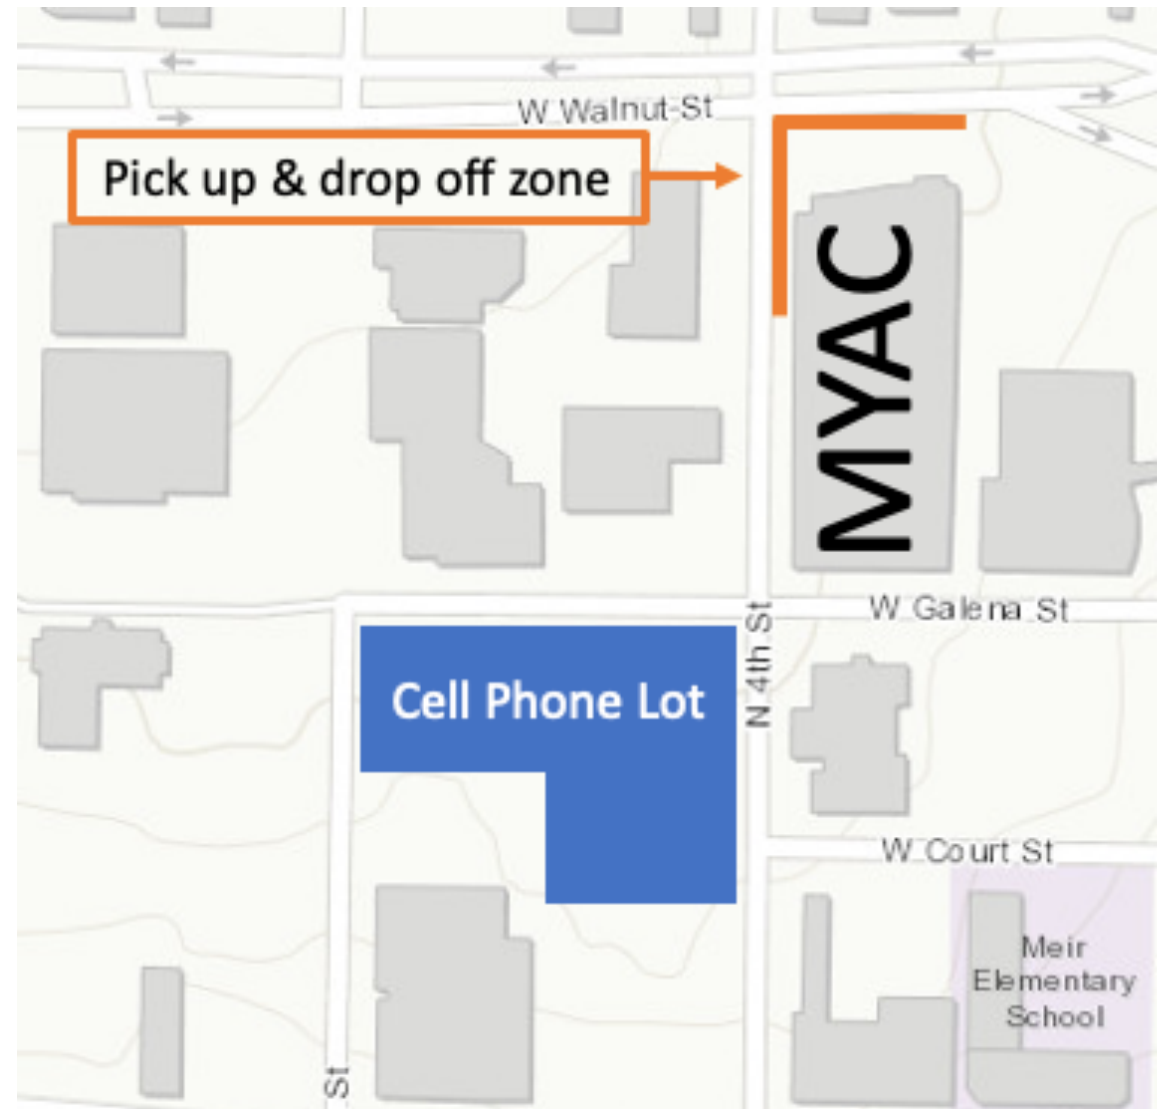 W Walnut St
Pick up & drop off zone
MYAC
W Galena St
N 4th St
Cell Phone Lot
W Court St
Meir
Elementary
School
St